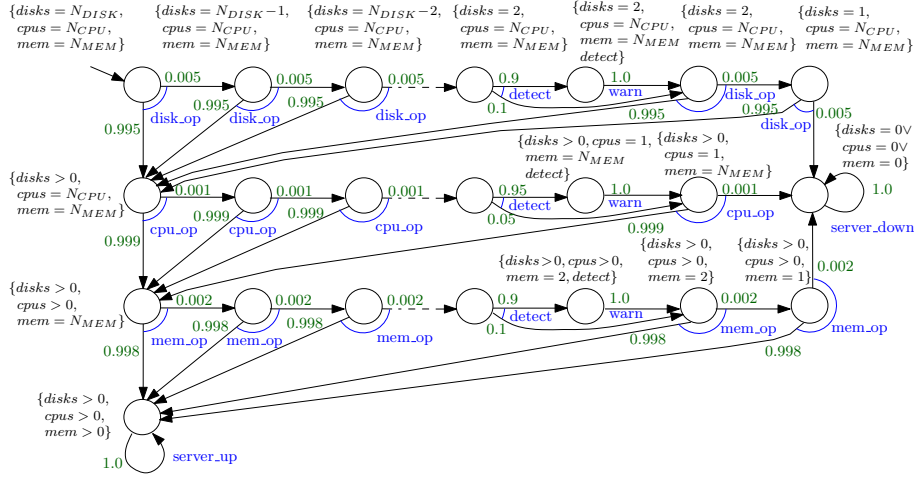 {disks = N_DISK,
cpus = N_CPU,
mem = N_MEM}
{disks = N_DISK−1,
cpus = N_CPU,
mem = N_MEM}
{disks = N_DISK−2,
cpus = N_CPU,
mem = N_MEM}
{disks = 2,
cpus = N_CPU,
mem = N_MEM}
{disks = 2,
cpus = N_CPU,
mem = N_MEM
detect}
{disks = 2,
cpus = N_CPU,
mem = N_MEM}
{disks = 1,
cpus = N_CPU,
mem = N_MEM}
0.005
0.005
0.005
0.9
1.0
0.005
0.995
disk_op
0.995
disk_op
0.995
disk_op
0.1
detect
warn
0.995
disk_op
disk_op
0.005
{disks = 0∨
cpus = 0∨
mem = 0}
1.0
server_down
{disks > 0,
cpus = N_CPU,
mem = N_MEM}
{disks > 0, cpus = 1,
mem = N_MEM
detect}
{disks > 0,
cpus = 1,
mem = N_MEM}
0.001
0.001
0.001
0.95
1.0
0.001
0.999
cpu_op
0.999
cpu_op
0.999
cpu_op
0.05
detect
warn
0.999
cpu_op
{disks > 0,
cpus > 0,
mem = N_MEM}
{disks>0, cpus>0,
mem = 2, detect}
{disks > 0,
cpus > 0,
mem = 2}
{disks > 0,
cpus > 0,
mem = 1}
0.002
0.002
0.002
0.002
0.9
1.0
0.002
0.998
mem_op
0.998
mem_op
0.998
mem_op
0.1
detect
warn
0.998
mem_op
0.998
mem_op
{disks > 0,
cpus > 0,
mem > 0}
1.0
server_up